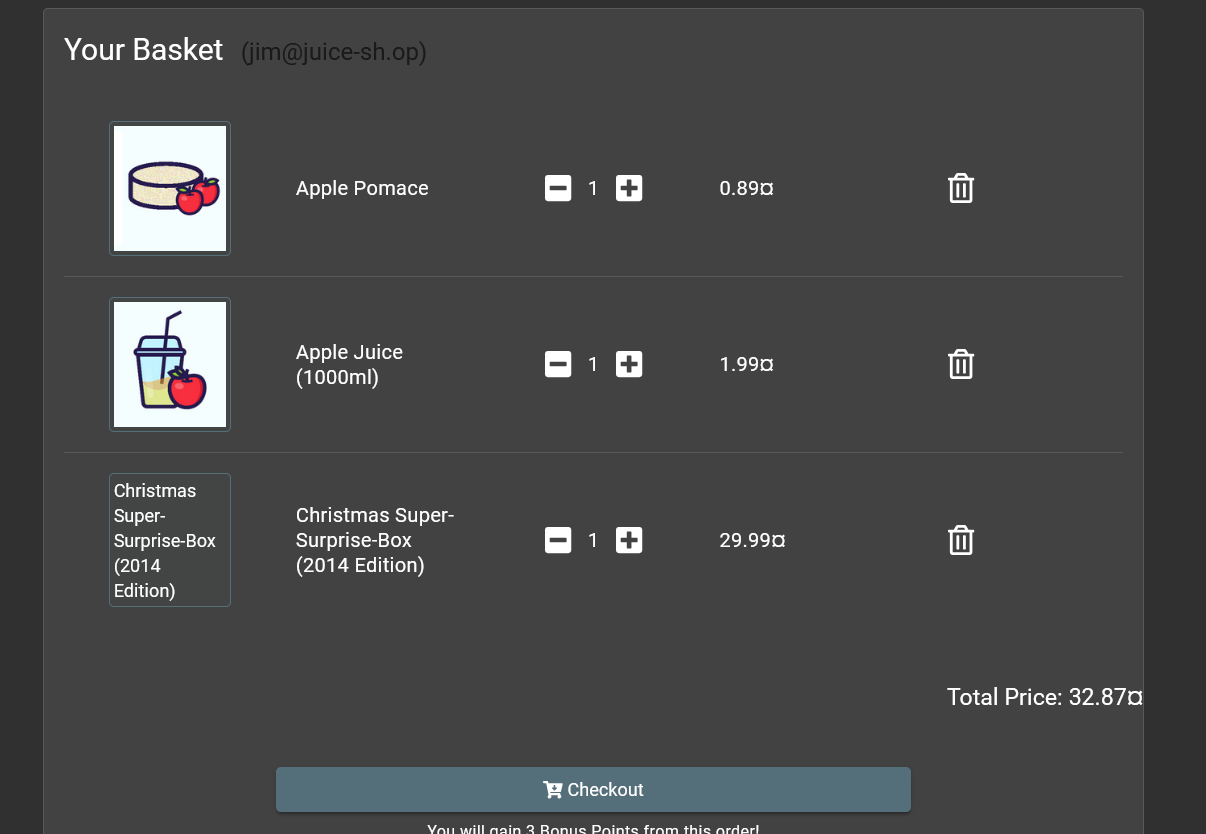 Your Basket (jim@juice-sh.op)
Apple Pomace 1 0.89¤
Apple Juice
(1000ml) 1 1.99¤
Christmas
Super-
Surprise-Box
(2014
Edition)
Christmas Super-
Surprise-Box
(2014 Edition) 1 29.99¤
Total Price: 32.87¤
Checkout
You will gain 3 Bonus Points from this order!